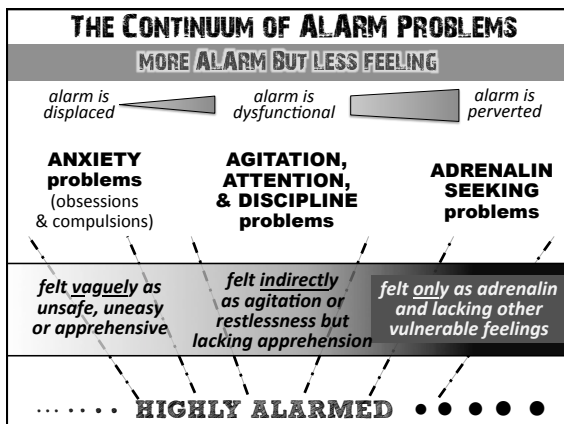 THE CONTINUUM OF ALARM PROBLEMS
MORE ALARM BUT LESS FEELING
alarm is
displaced
alarm is
dysfunctional
alarm is
perverted
ANXIETY
problems
(obsessions
& compulsions)
AGITATION,
ATTENTION,
& DISCIPLINE
problems
ADRENALIN
SEEKING
problems
felt vaguely as
unsafe, uneasy
or apprehensive
felt indirectly
as agitation or
restlessness but
lacking apprehension
felt only as adrenalin
and lacking other
vulnerable feelings
HIGHLY ALARMED